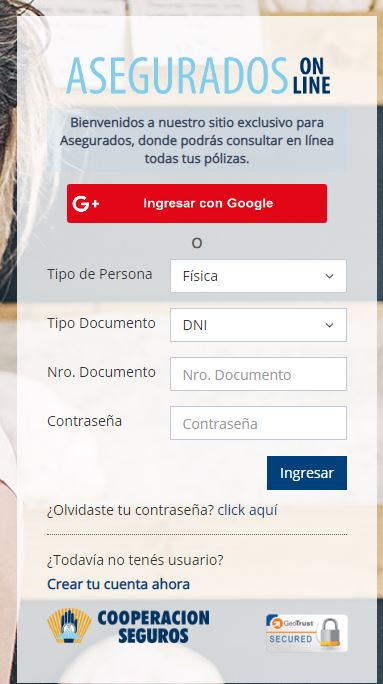 ASEGURADOS ON LINE
Bienvenidos a nuestro sitio exclusivo para
Asegurados, donde podrás consultar en línea
todas tus pólizas.
G+ Ingresar con Google
O
Tipo de Persona Física
Tipo Documento DNI
Nro. Documento Nro. Documento
Contraseña Contraseña
Ingresar
¿Olvidaste tu contraseña? click aquí
¿Todavía no tenés usuario?
Crear tu cuenta ahora
COOPERACION
SEGUROS
GeoTrust
SECURED